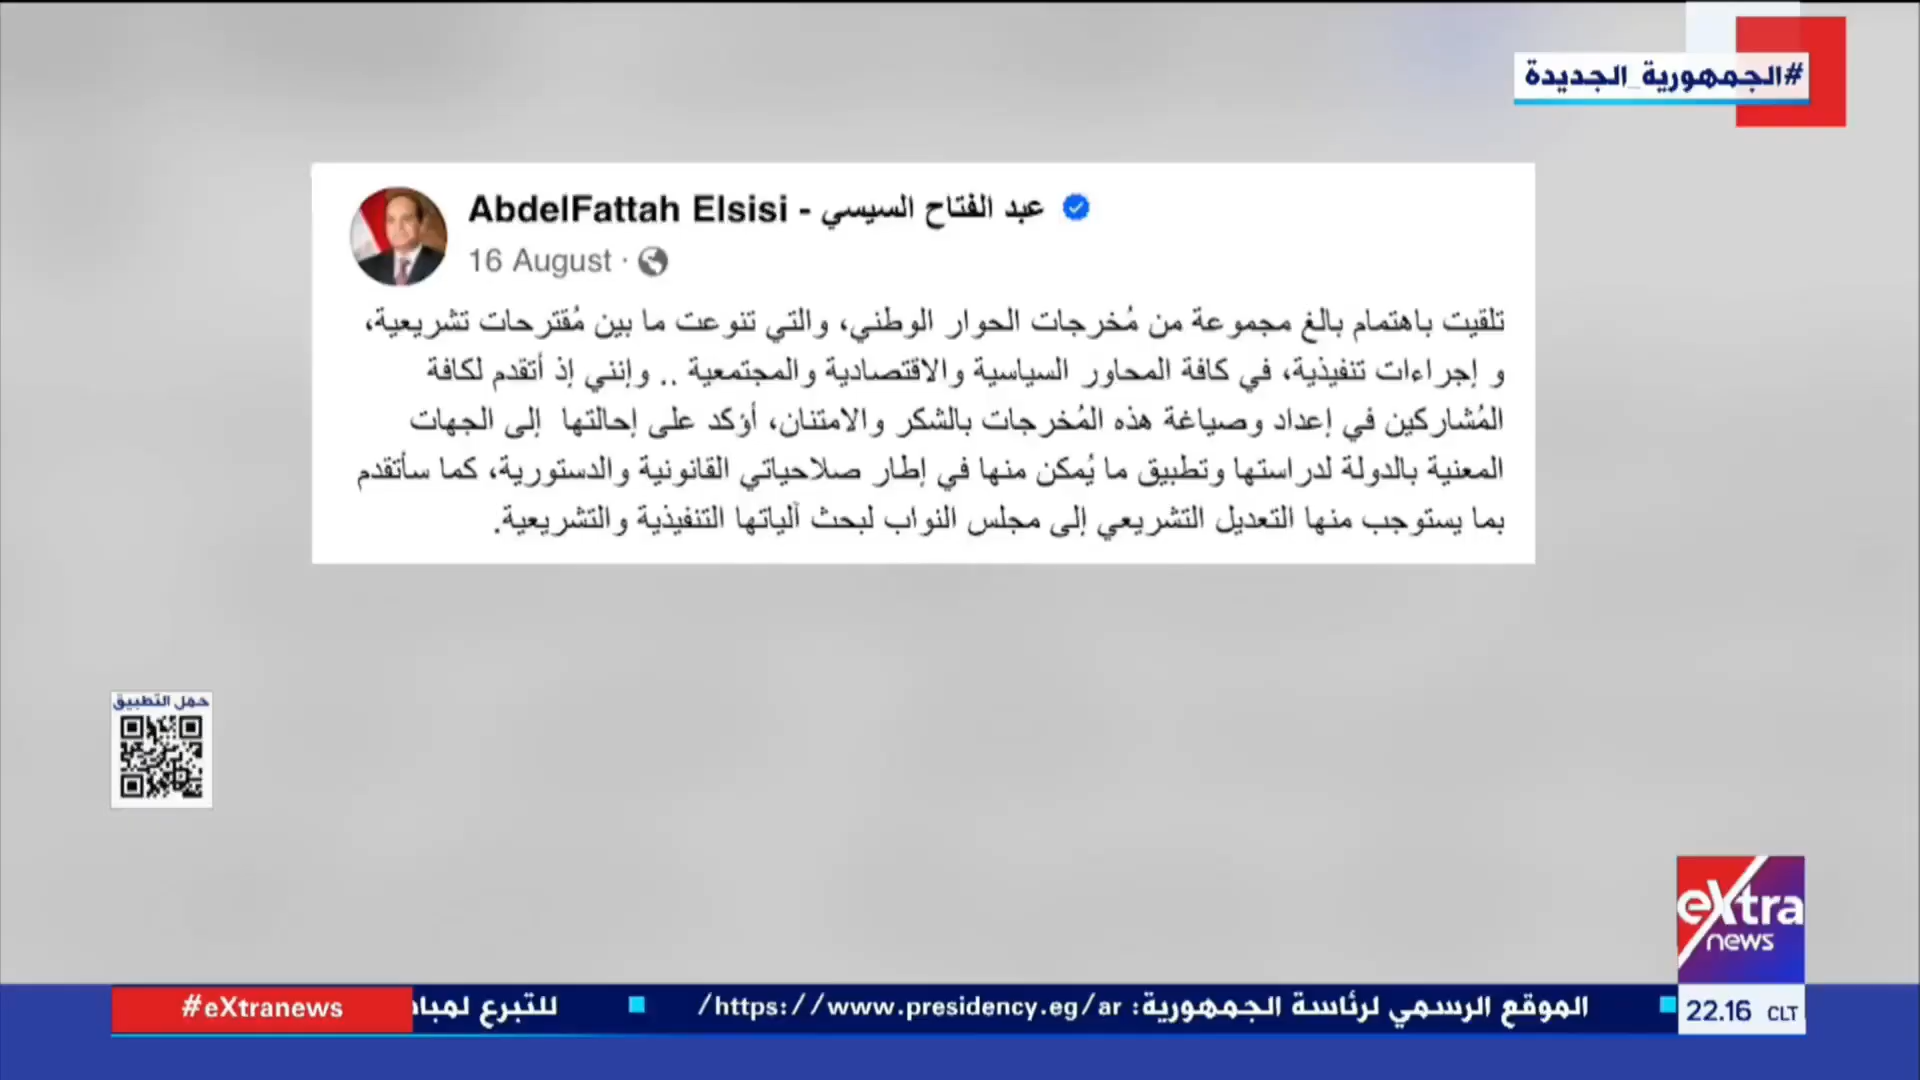 #الجمهورية_الجديدة
AbdelFattah Elsisi - عبد الفتاح السيسي
16 August ·
تلقيت باهتمام بالغ مجموعة من مُخرجات الحوار الوطني، والتي تنوعت ما بين مُقترحات تشريعية،
و إجراءات تنفيذية، في كافة المحاور السياسية والاقتصادية والمجتمعية .. وإنني إذ أتقدم لكافة
المُشاركين في إعداد وصياغة هذه المُخرجات بالشكر والامتنان، أؤكد على إحالتها إلى الجهات
المعنية بالدولة لدراستها وتطبيق ما يُمكن منها في إطار صلاحياتي القانونية والدستورية، كما سأتقدم
بما يستوجب منها التعديل التشريعي إلى مجلس النواب لبحث آلياتها التنفيذية والتشريعية.
حمل التطبيق
eXtra
news
الموقع الرسمي لرئاسة الجمهورية: https://www.presidency.eg/ar/ للتبرع
#eXtranews
22.16 CLT